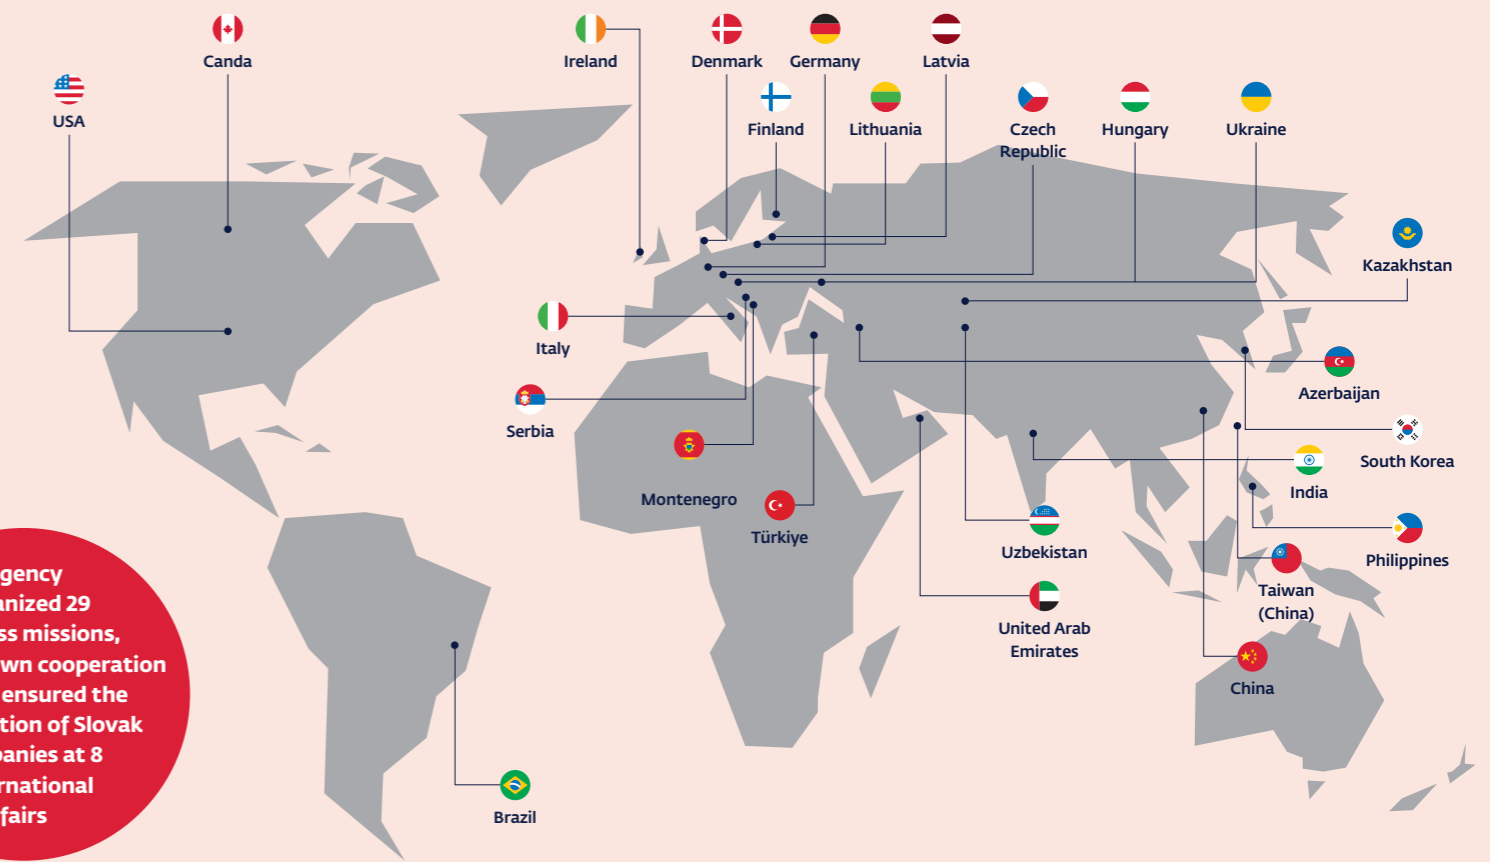 Canda
Ireland
Denmark
Germany
Latvia
USA
Finland
Lithuania
Czech
Republic
Hungary
Ukraine
Kazakhstan
Italy
Azerbaijan
Serbia
South Korea
Montenegro
India
Türkiye
Uzbekistan
Philippines
Taiwan
(China)
United Arab
Emirates
China
Brazil
gency
anized 29
ss missions,
wn cooperation
ensured the
tion of Slovak
panies at 8
rnational
fairs